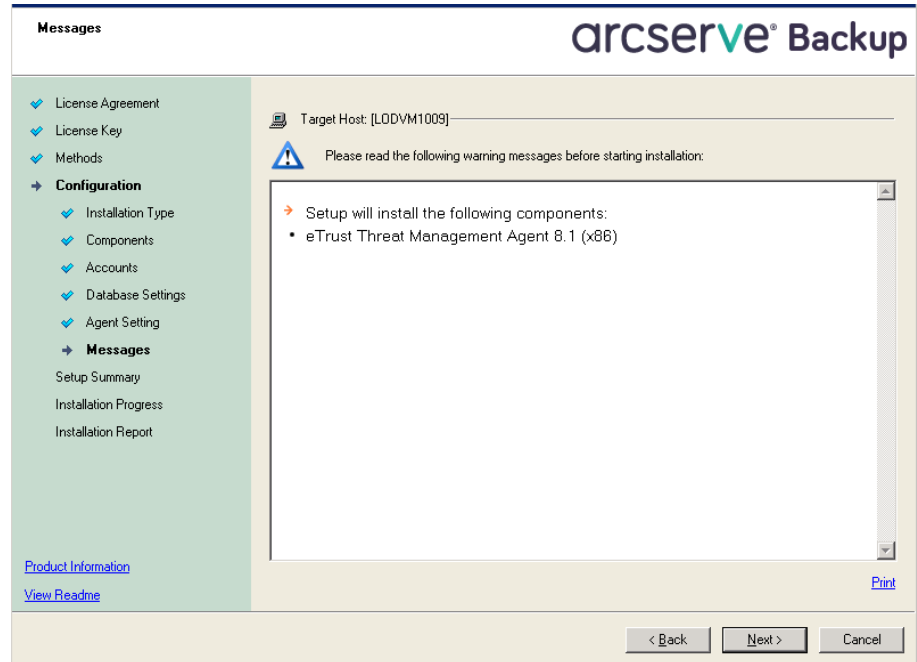 Messages
arcserve® Backup
License Agreement
License Key
Methods
Configuration
Installation Type
Components
Accounts
Database Settings
Agent Setting
Messages
Setup Summary
Installation Progress
Installation Report
Product Information
View Readme
Target Host: [LODVM1009]
Please read the following warning messages before starting installation:
Setup will install the following components:
• eTrust Threat Management Agent 8.1 (x86)
Print
< Back
Next >
Cancel